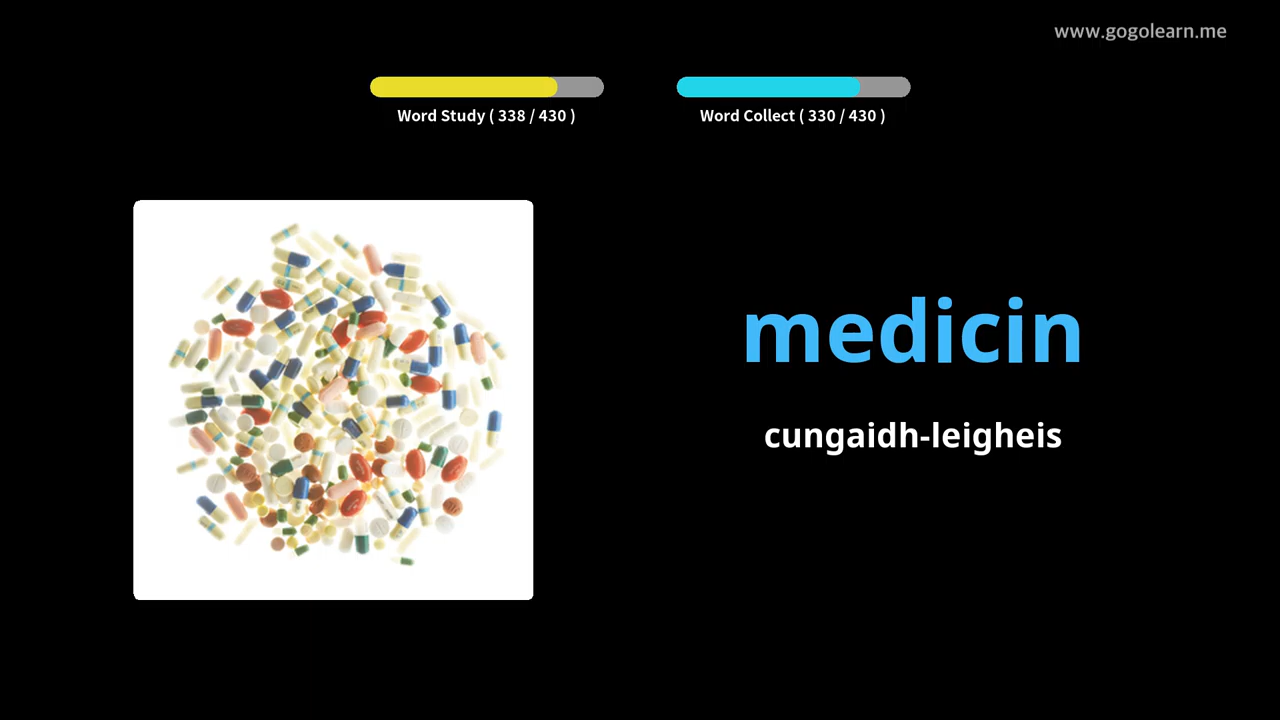 www.gogolearn.me
Word Study ( 338 / 430 )
Word Collect ( 330 / 430 )
medicin
cungaidh-leigheis